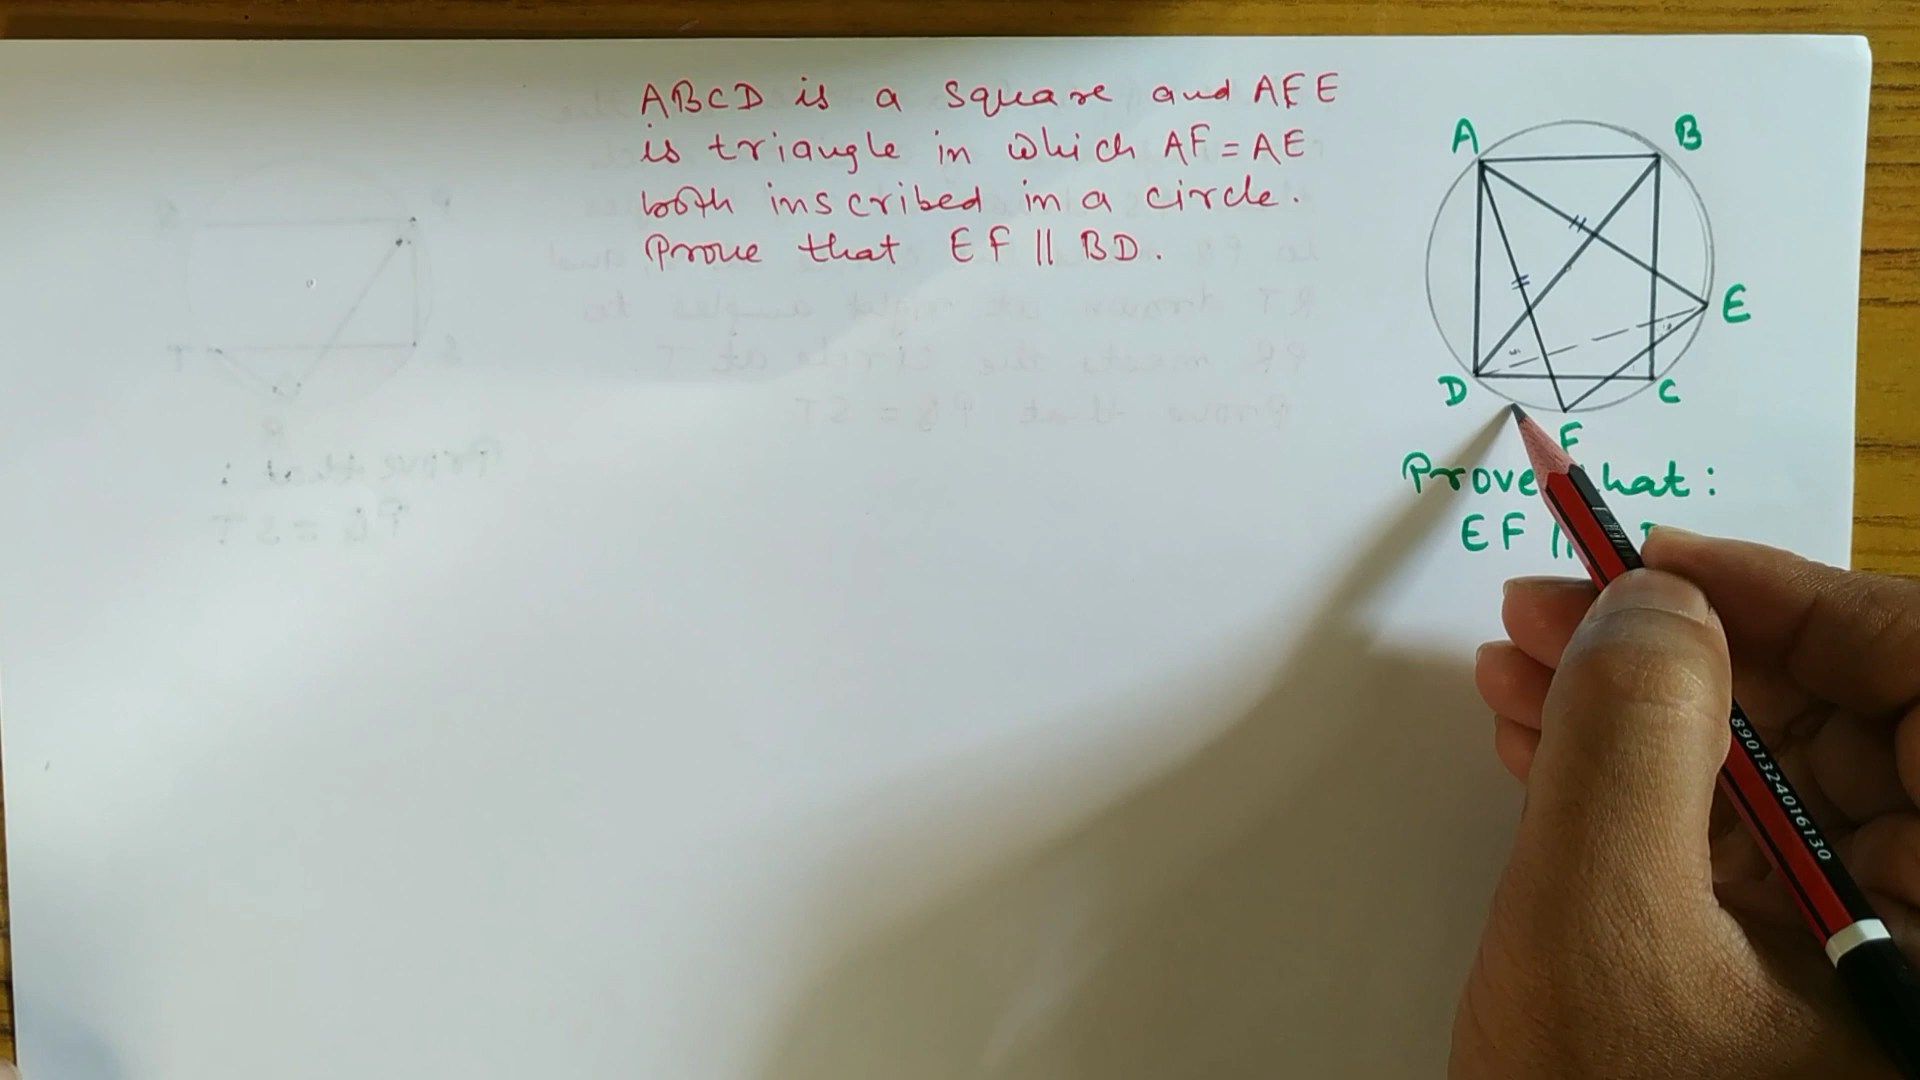 ABCD is a square and AFE
is triangle in which AF = AE
both inscribed in a circle.
Prove that EF || BD.
A
B
E
D
C
F
Prove that:
EF ||
8901324016130